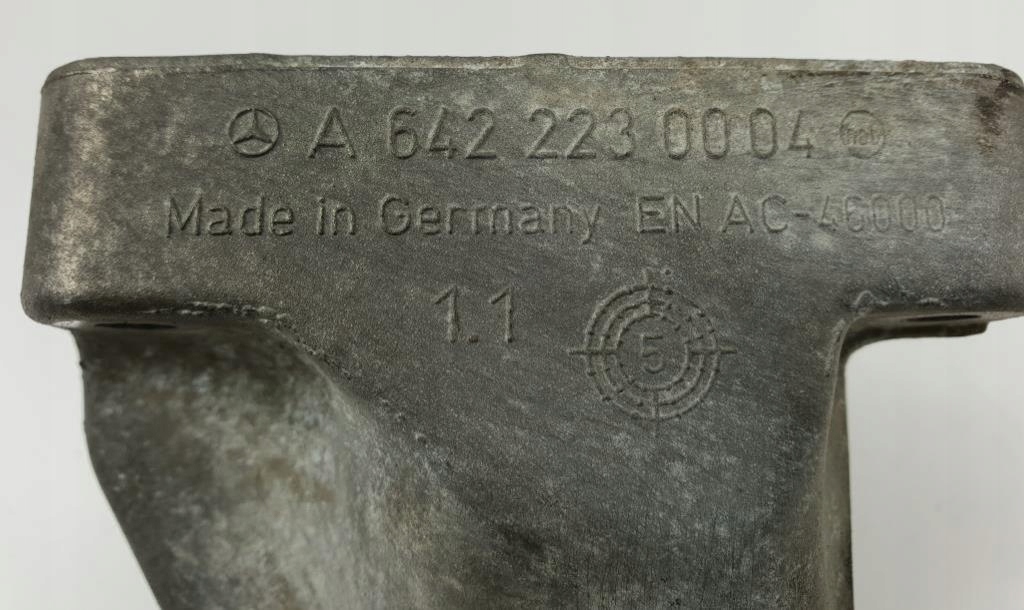 A 642 223 00 04
Made in Germany EN AC-46000
1.1
5